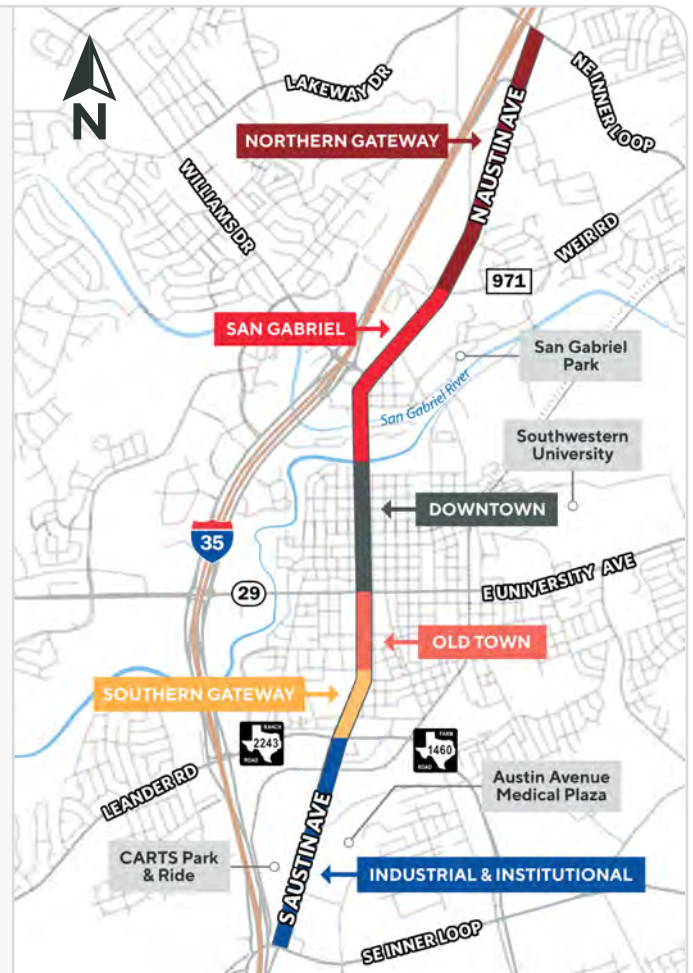 N
LAKEWAY DR
NE INNER LOOP
NORTHERN GATEWAY
N AUSTIN AVE
WILLIAMS DR
WEIR RD
971
SAN GABRIEL
San Gabriel
Park
San Gabriel River
Southwestern
University
DOWNTOWN
35
29
E UNIVERSITY AVE
OLD TOWN
SOUTHERN GATEWAY
RANCH
2243
ROAD
FARM
1460
ROAD
LEANDER RD
Austin Avenue
Medical Plaza
CARTS Park
& Ride
S AUSTIN AVE
INDUSTRIAL & INSTITUTIONAL
SE INNER LOOP